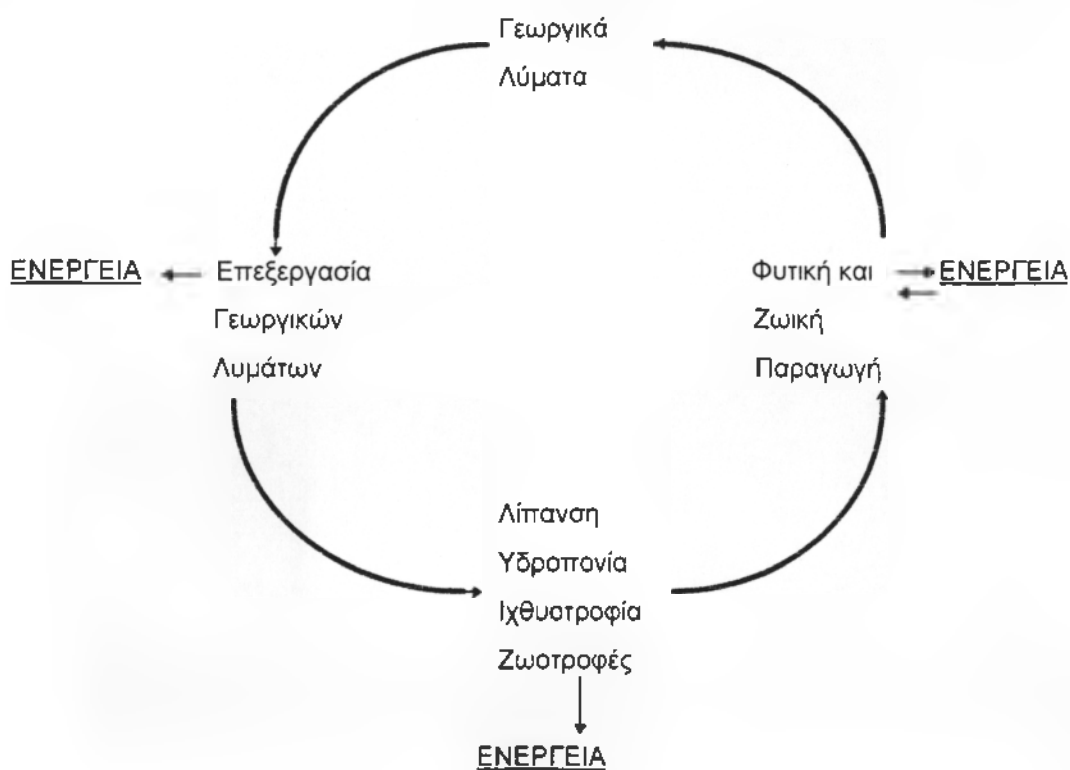 Γεωργικά
Λύματα
ΕΝΕΡΓΕΙΑ
Επεξεργασία
Γεωργικών
Λυμάτων
Φυτική και
Ζωική
Παραγωγή
ΕΝΕΡΓΕΙΑ
Λίπανση
Υδροπονία
Ιχθυοτροφία
Ζωοτροφές
ΕΝΕΡΓΕΙΑ